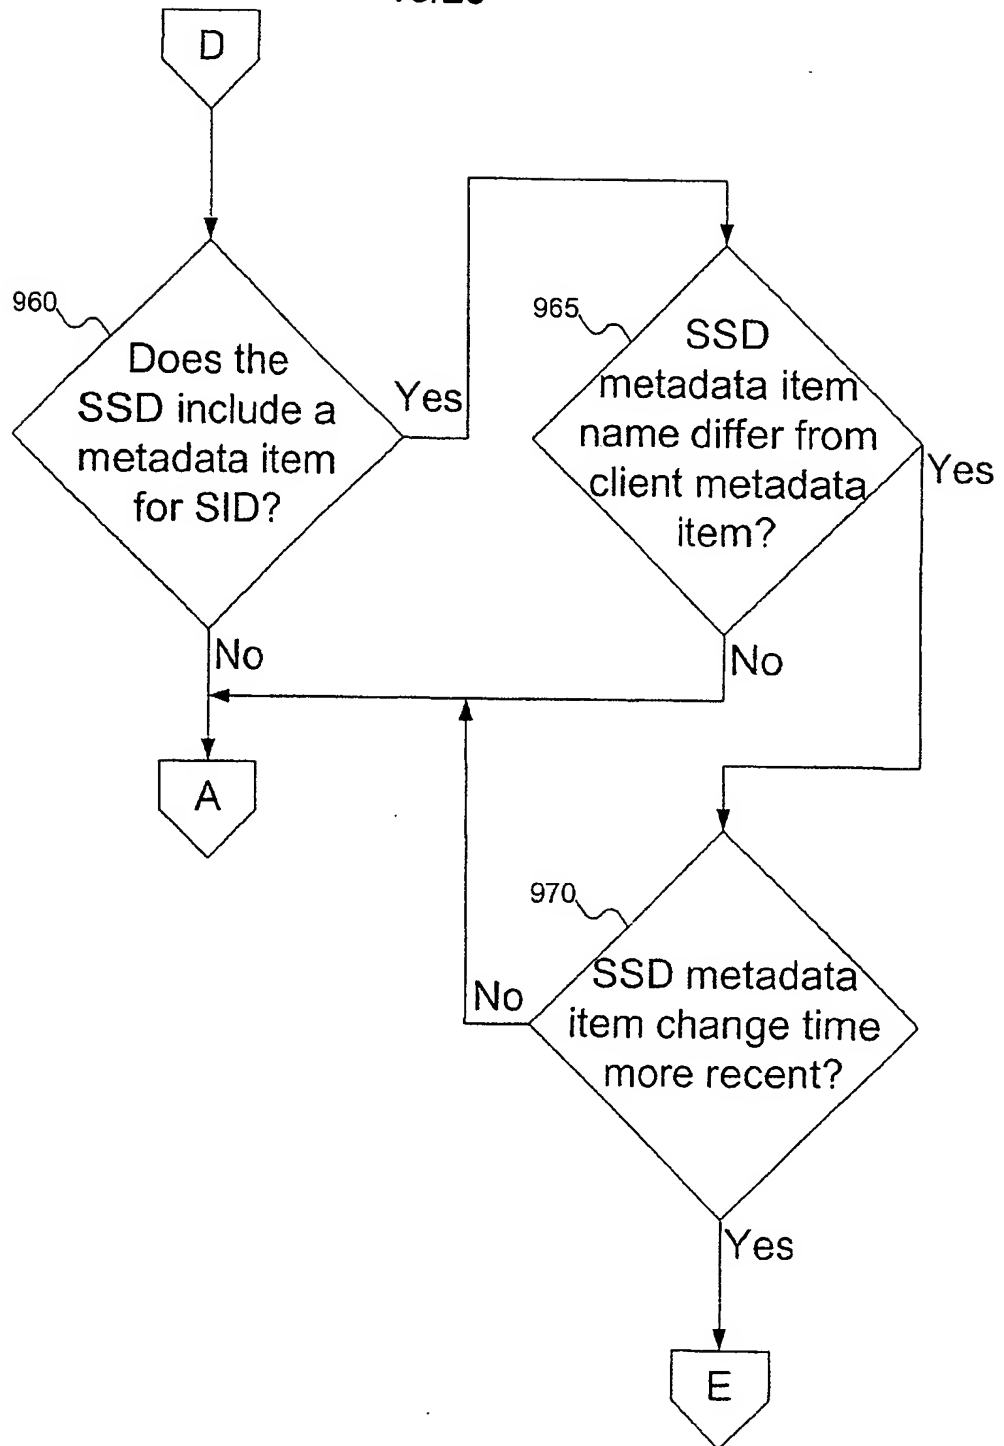 D
960
Does the
SSD include a
metadata item
for SID?
Yes
No
A
965
SSD
metadata item
name differ from
client metadata
item?
Yes
No
970
SSD metadata
item change time
more recent?
No
Yes
E